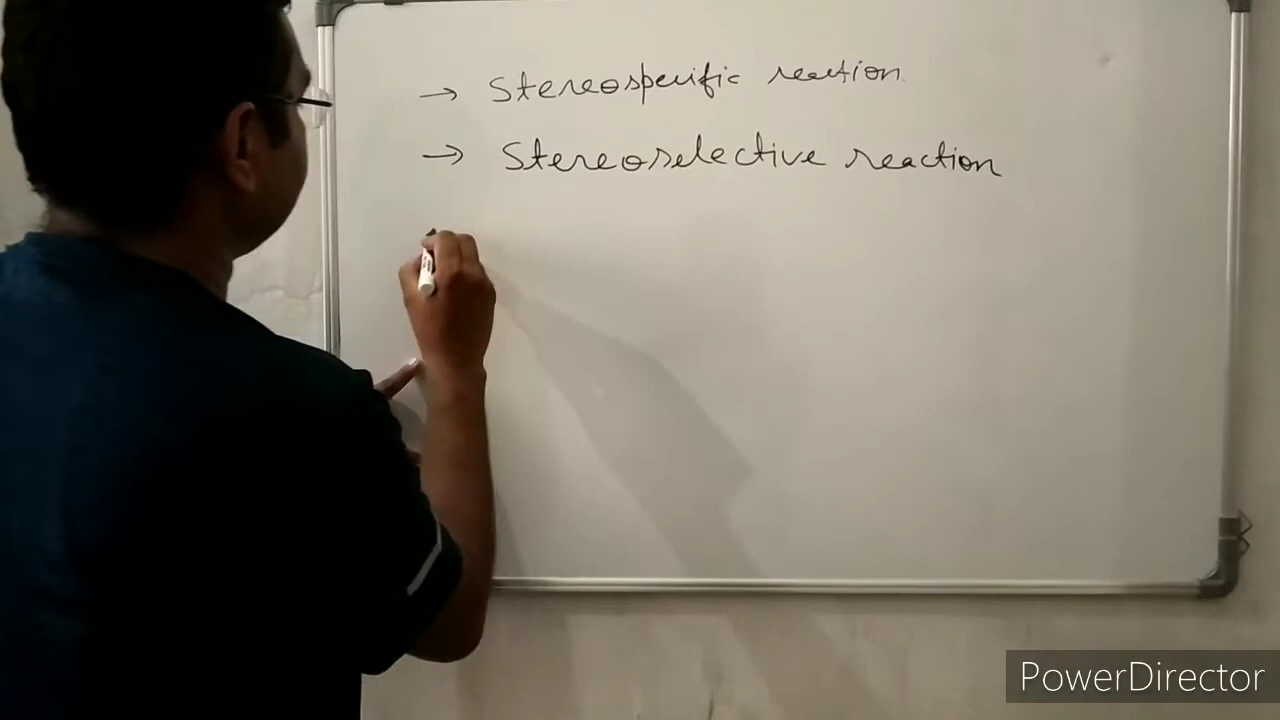 → Stereospecific reaction.
→ Stereoselective reaction
PowerDirector